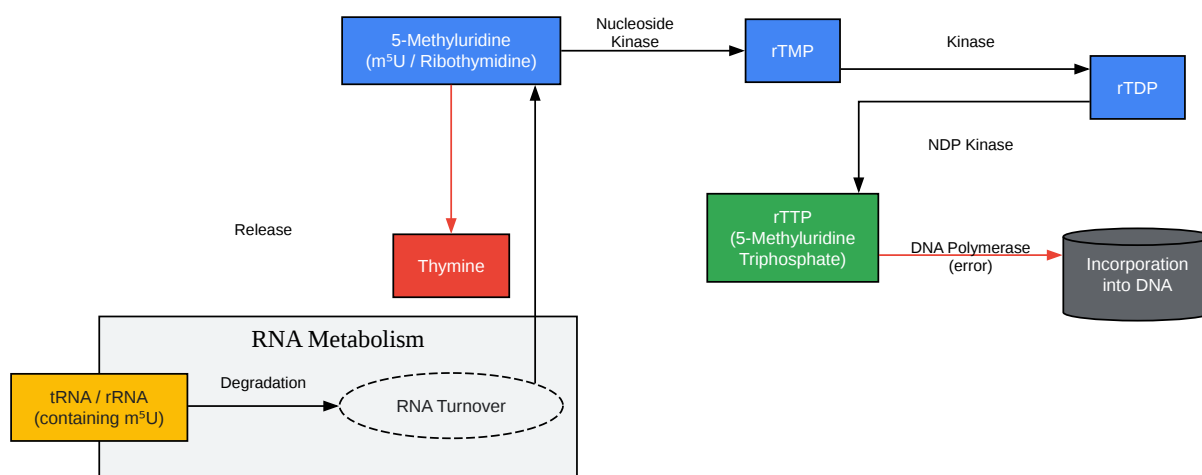 5-Methyluridine
(m⁵U / Ribothymidine)
Nucleoside
Kinase
rTMP
Kinase
rTDP
NDP Kinase
rTTP
(5-Methyluridine
Triphosphate)
DNA Polymerase
(error)
Incorporation
into DNA
Release
Thymine
RNA Metabolism
tRNA / rRNA
(containing m⁵U)
Degradation
RNA Turnover